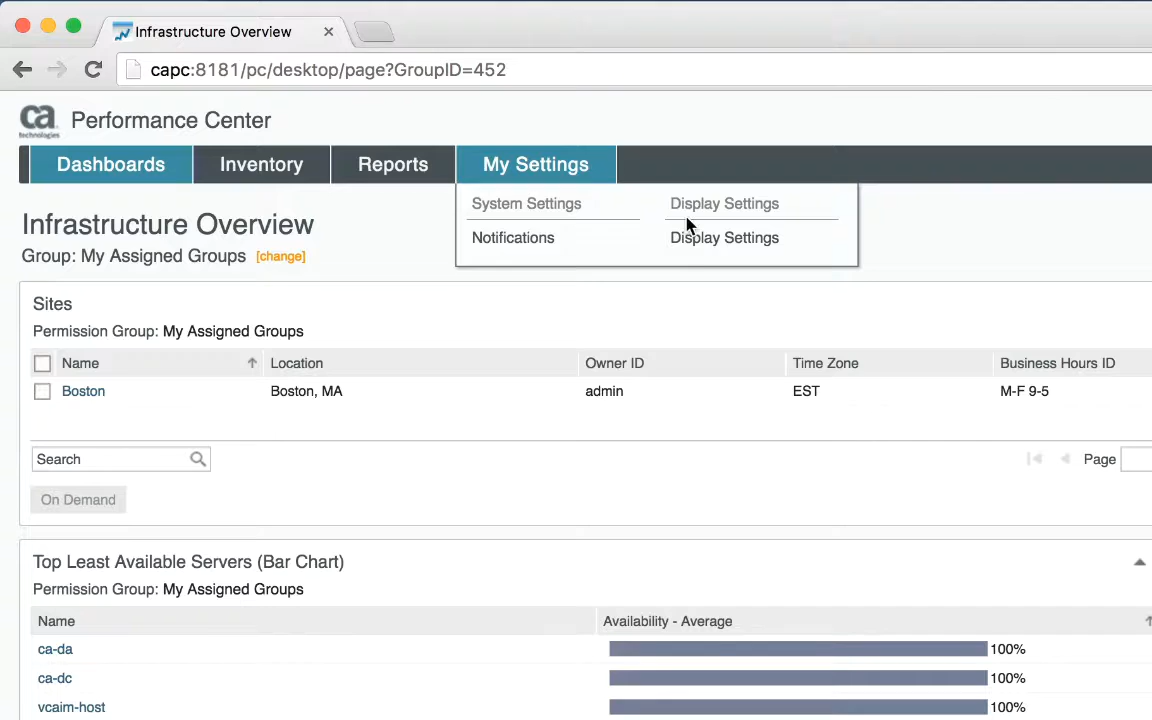 Infrastructure Overview
capc:8181/pc/desktop/page?GroupID=452
ca technologies Performance Center
Dashboards Inventory Reports My Settings
System Settings Display Settings
Notifications Display Settings
Infrastructure Overview
Group: My Assigned Groups [change]
Sites
Permission Group: My Assigned Groups
Name Location Owner ID Time Zone Business Hours ID
Boston Boston, MA admin EST M-F 9-5
Search Page
On Demand
Top Least Available Servers (Bar Chart)
Permission Group: My Assigned Groups
Name Availability - Average
ca-da 100%
ca-dc 100%
vcaim-host 100%